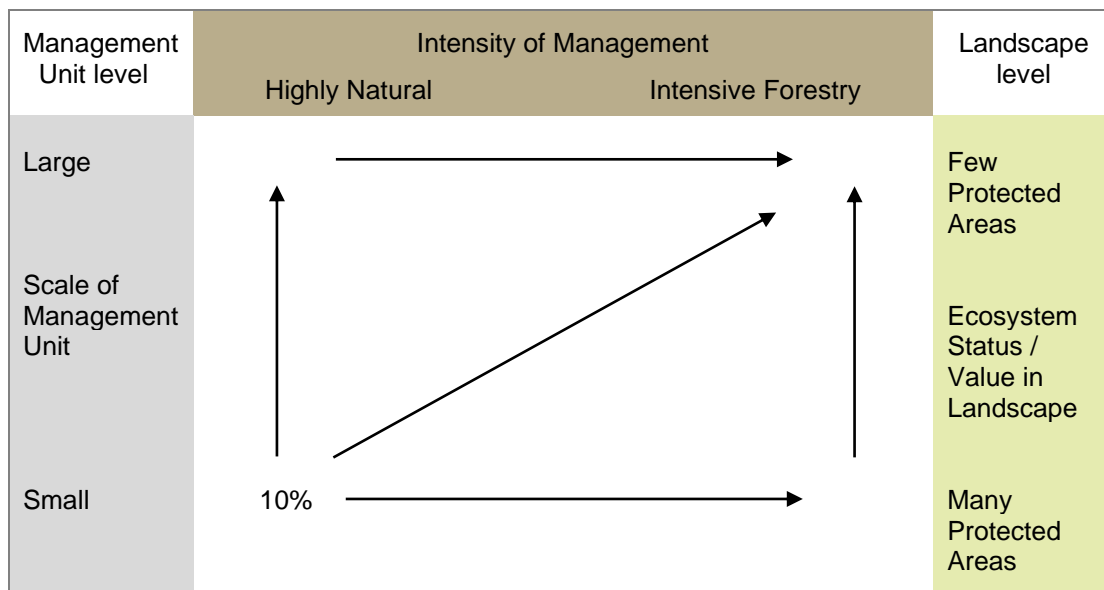 Management
Unit level
Intensity of Management
Highly Natural
Intensive Forestry
Landscape
level
Large
Few
Protected
Areas
Scale of
Management
Unit
Ecosystem
Status /
Value in
Landscape
Small
10%
Many
Protected
Areas